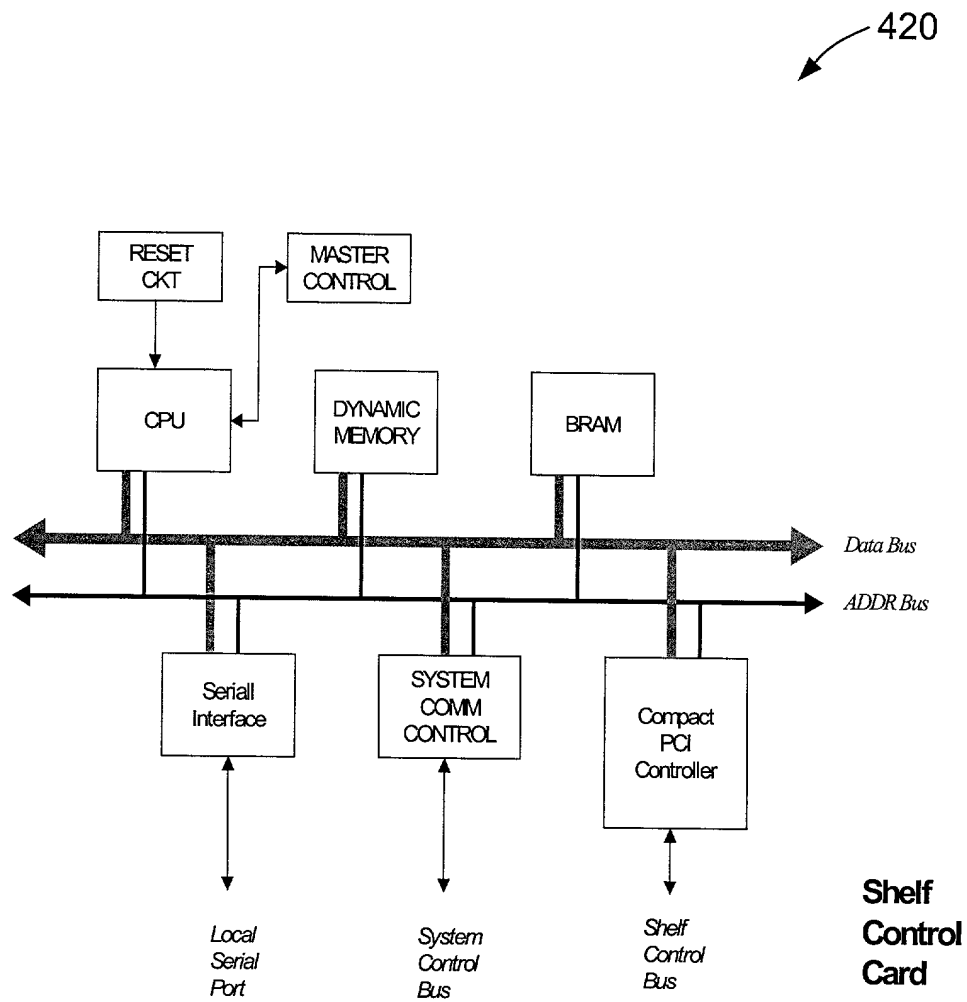 420
RESET
CKT
MASTER
CONTROL
CPU
DYNAMIC
MEMORY
BRAM
Data Bus
ADDR Bus
Seriall
Interface
SYSTEM
COMM
CONTROL
Compact
PCI
Controller
Local
Serial
Port
System
Control
Bus
Shelf
Control
Bus
Shelf
Control
Card